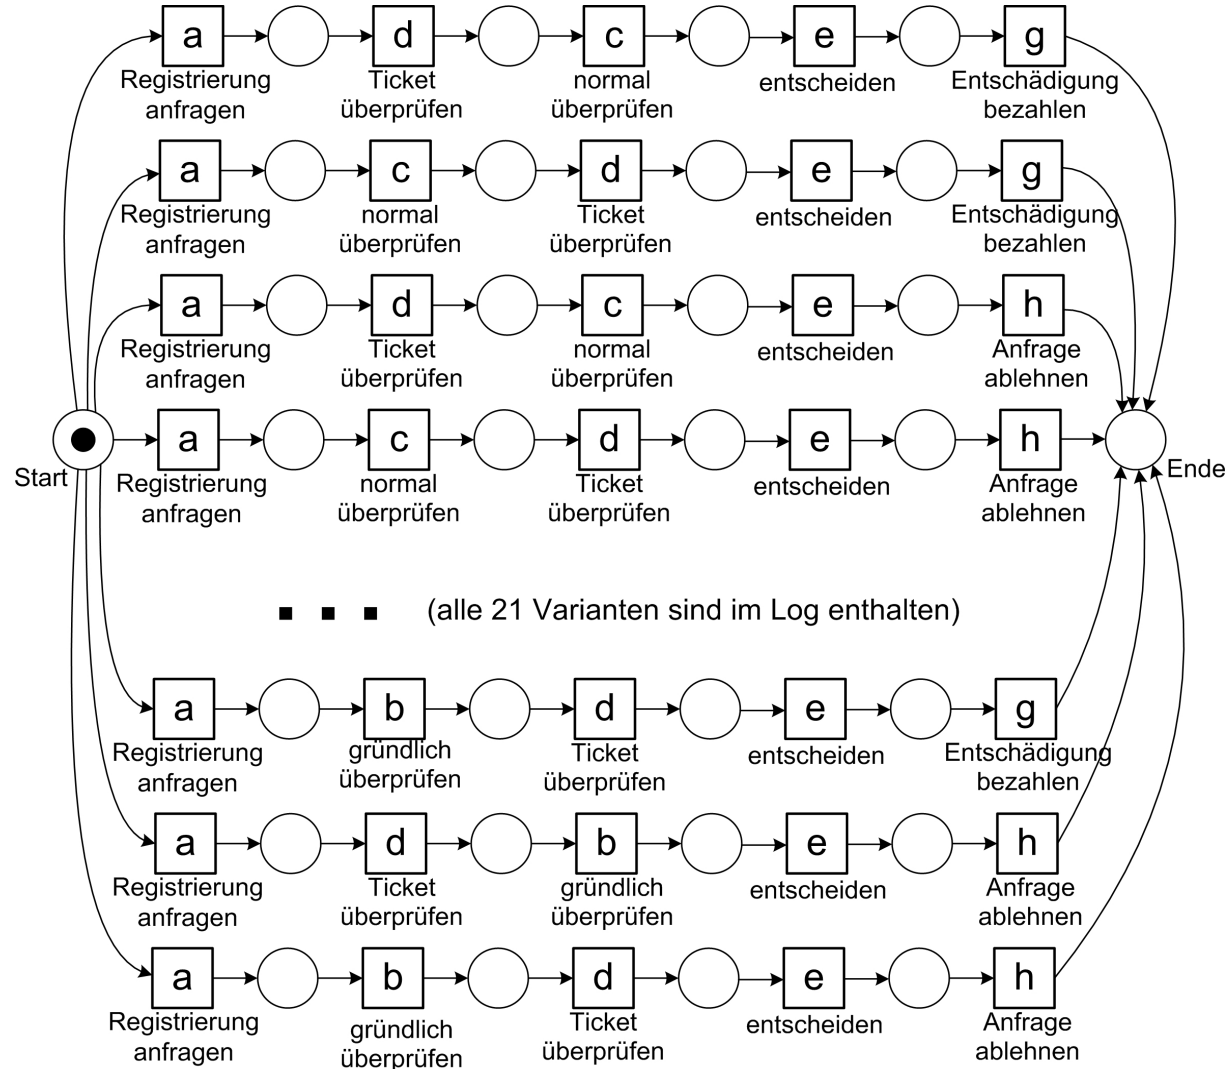 a d c e g
Registrierung Ticket normal entscheiden Entschädigung
anfragen überprüfen überprüfen bezahlen
a c d e g
Registrierung normal Ticket entscheiden Entschädigung
anfragen überprüfen überprüfen bezahlen
a d c e h
Registrierung Ticket normal entscheiden Anfrage
anfragen überprüfen überprüfen ablehnen
a c d e h
Start Ende
Registrierung normal Ticket entscheiden Anfrage
anfragen überprüfen überprüfen ablehnen
(alle 21 Varianten sind im Log enthalten)
a b d e g
Registrierung gründlich Ticket entscheiden Entschädigung
anfragen überprüfen überprüfen bezahlen
a d b e h
Registrierung Ticket gründlich entscheiden Anfrage
anfragen überprüfen überprüfen ablehnen
a b d e h
Registrierung gründlich Ticket entscheiden Anfrage
anfragen überprüfen überprüfen ablehnen